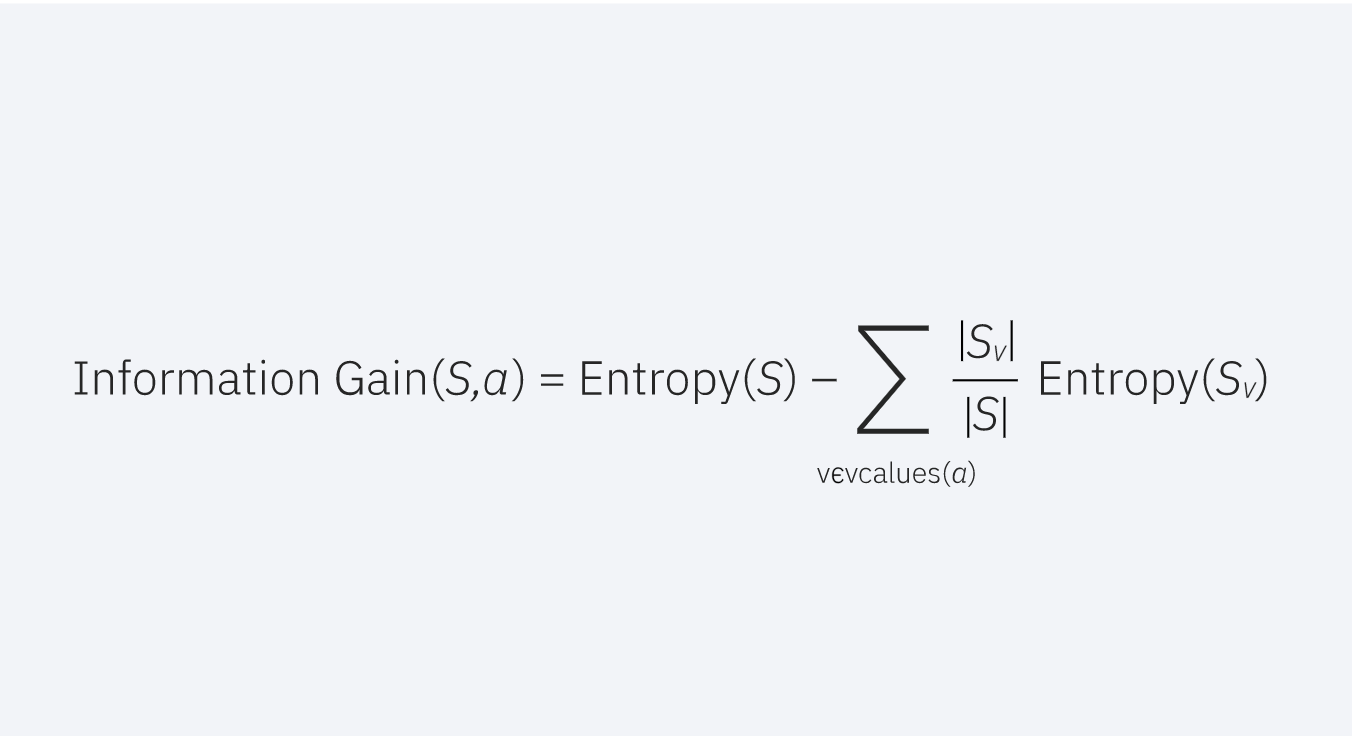 Information Gain(S,a) = Entropy(S) – ∑ |Sᵥ| / |S| Entropy(Sᵥ)
vϵvcalues(a)